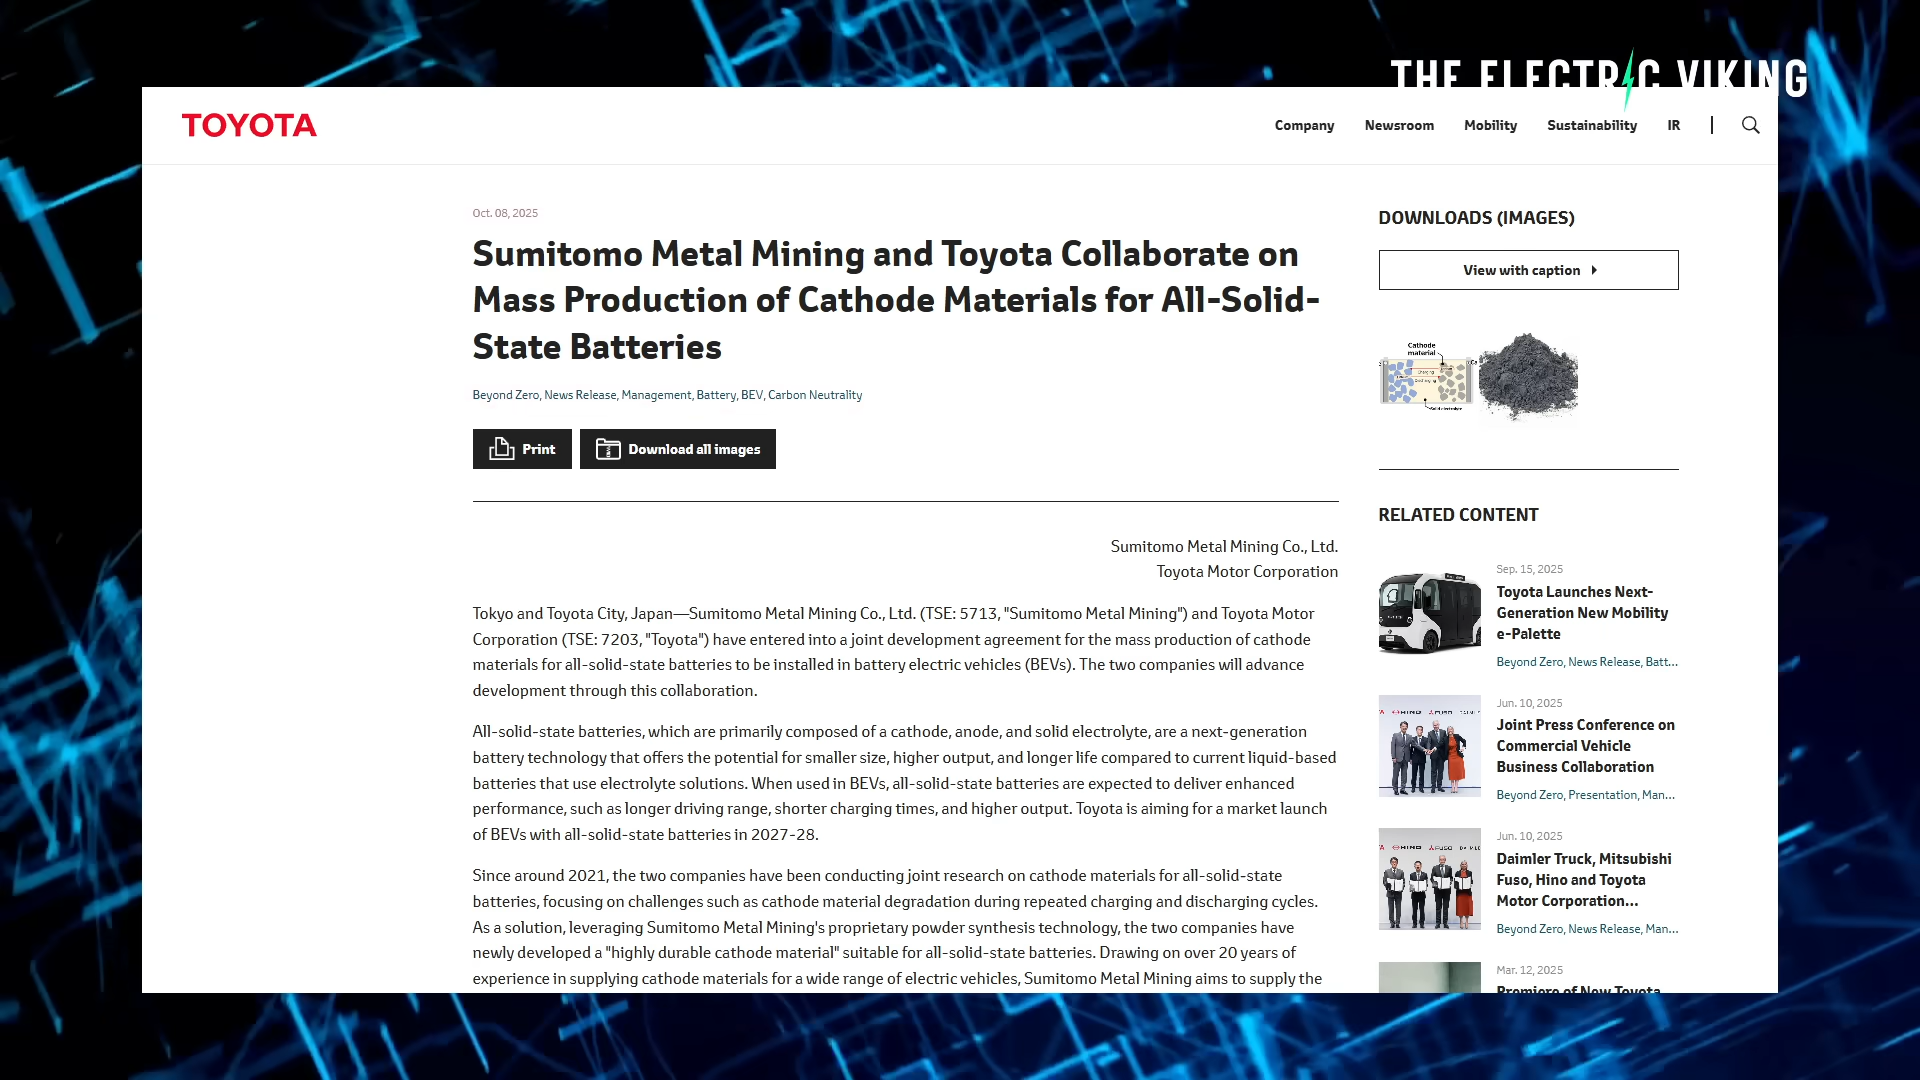 THE ELECTRIC VIKING
TOYOTA
Company
Newsroom
Mobility
Sustainability
IR
Oct. 08, 2025
Sumitomo Metal Mining and Toyota Collaborate on
Mass Production of Cathode Materials for All-Solid-
State Batteries
Beyond Zero, News Release, Management, Battery, BEV, Carbon Neutrality
Print
Download all images
Sumitomo Metal Mining Co., Ltd.
Toyota Motor Corporation
Tokyo and Toyota City, Japan—Sumitomo Metal Mining Co., Ltd. (TSE: 5713, "Sumitomo Metal Mining") and Toyota Motor
Corporation (TSE: 7203, "Toyota") have entered into a joint development agreement for the mass production of cathode
materials for all-solid-state batteries to be installed in battery electric vehicles (BEVs). The two companies will advance
development through this collaboration.
All-solid-state batteries, which are primarily composed of a cathode, anode, and solid electrolyte, are a next-generation
battery technology that offers the potential for smaller size, higher output, and longer life compared to current liquid-based
batteries that use electrolyte solutions. When used in BEVs, all-solid-state batteries are expected to deliver enhanced
performance, such as longer driving range, shorter charging times, and higher output. Toyota is aiming for a market launch
of BEVs with all-solid-state batteries in 2027-28.
Since around 2021, the two companies have been conducting joint research on cathode materials for all-solid-state
batteries, focusing on challenges such as cathode material degradation during repeated charging and discharging cycles.
As a solution, leveraging Sumitomo Metal Mining's proprietary powder synthesis technology, the two companies have
newly developed a "highly durable cathode material" suitable for all-solid-state batteries. Drawing on over 20 years of
experience in supplying cathode materials for a wide range of electric vehicles, Sumitomo Metal Mining aims to supply the
DOWNLOADS (IMAGES)
View with caption
Cathode
material
Charging
Solid electrolyte
RELATED CONTENT
Sep. 15, 2025
Toyota Launches Next-
Generation New Mobility
e-Palette
Beyond Zero, News Release, Batt...
Jun. 10, 2025
Joint Press Conference on
Commercial Vehicle
Business Collaboration
Beyond Zero, Presentation, Man...
HINO FUSO
Jun. 10, 2025
Daimler Truck, Mitsubishi
Fuso, Hino and Toyota
Motor Corporation...
Beyond Zero, News Release, Man...
HINO FUSO
Mar. 12, 2025
Premiere of New Toyota